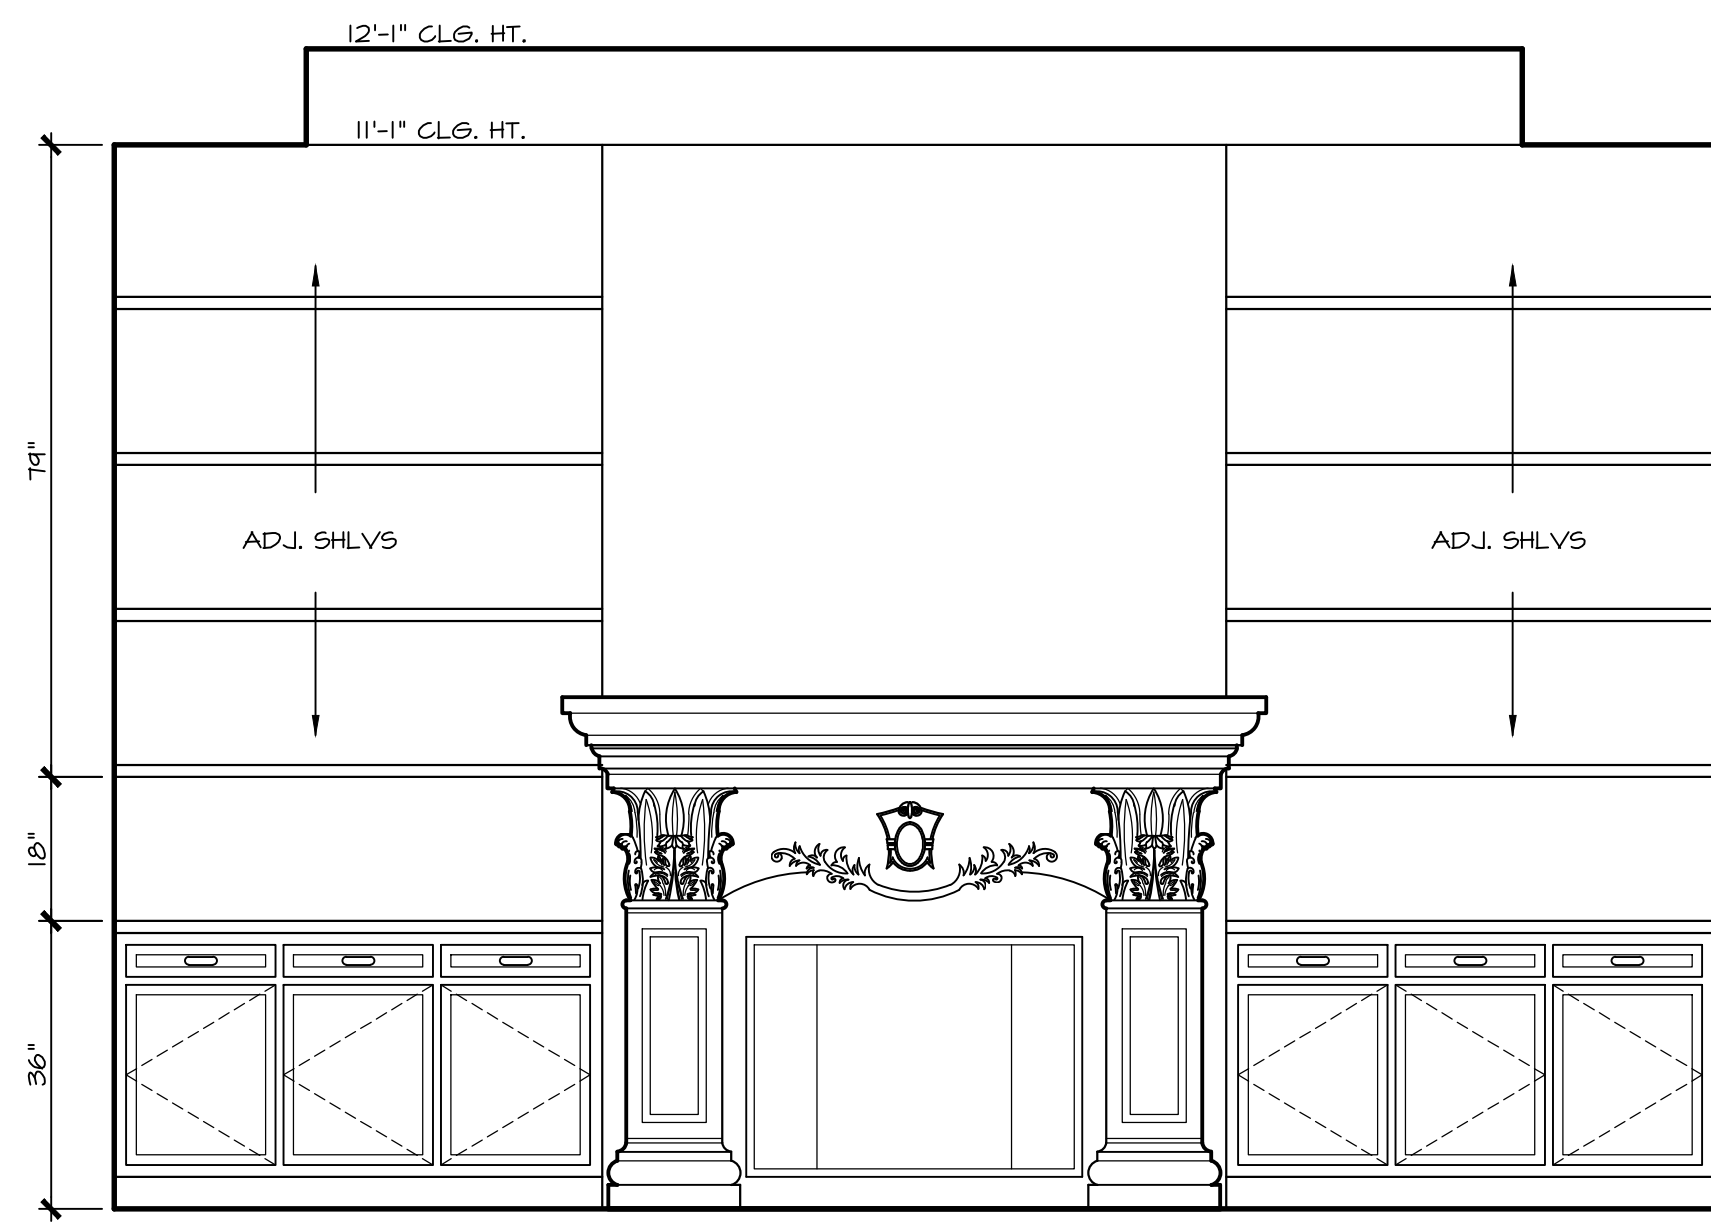 12'-1" CLG. HT.
11'-1" CLG. HT.
79"
ADJ. SHLVS
ADJ. SHLVS
18"
36"